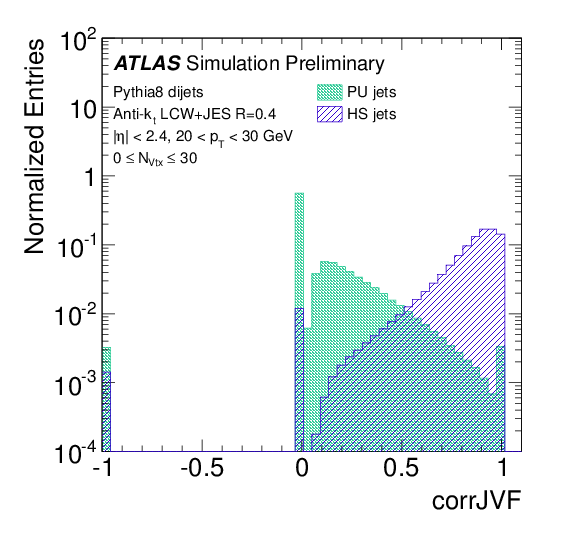 10²
10
1
10⁻¹
10⁻²
10⁻³
10⁻⁴
Normalized Entries
ATLAS Simulation Preliminary
Pythia8 dijets
Anti-kₜ LCW+JES R=0.4
|η| < 2.4, 20 < p_T < 30 GeV
0 ≤ N_Vtx ≤ 30
PU jets
HS jets
-1 -0.5 0 0.5 1
corrJVF